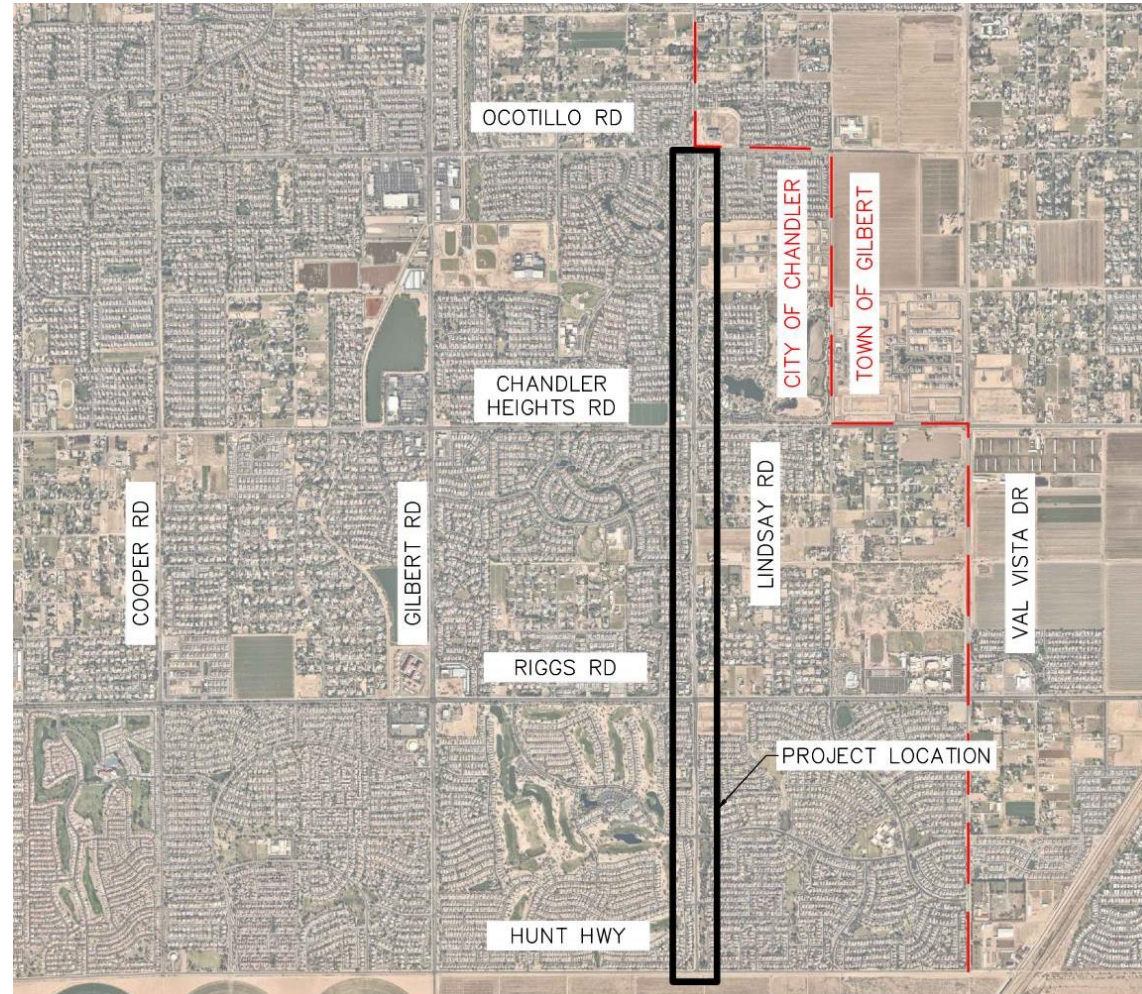 OCOTILLO RD
CITY OF CHANDLER
TOWN OF GILBERT
CHANDLER
HEIGHTS RD
COOPER RD
GILBERT RD
LINDSAY RD
VAL VISTA DR
RIGGS RD
PROJECT LOCATION
HUNT HWY